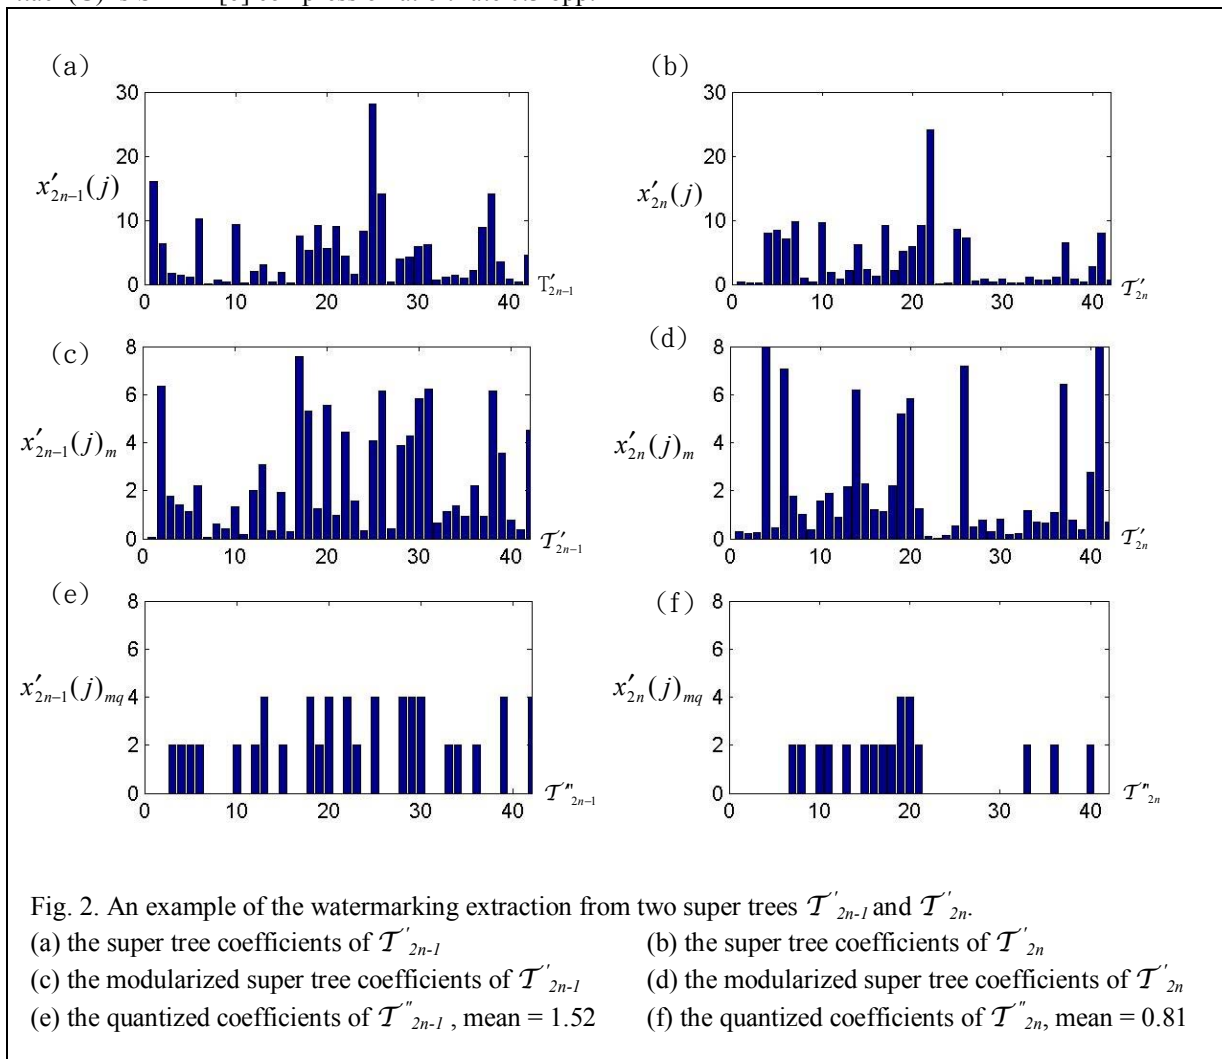 (a)
(b)
30
20
10
0
0 10 20 30 40
x′2n−1(j)
T′2n−1
30
20
10
0
0 10 20 30 40
x′2n(j)
𝒯′2n
(c)
(d)
8
6
4
2
0
0 10 20 30 40
x′2n−1(j)m
𝒯′2n−1
8
6
4
2
0
0 10 20 30 40
x′2n(j)m
𝒯′2n
(e)
(f)
8
6
4
2
0
0 10 20 30 40
x′2n−1(j)mq
𝒯″2n−1
8
6
4
2
0
0 10 20 30 40
x′2n(j)mq
𝒯″2n
Fig. 2. An example of the watermarking extraction from two super trees 𝒯′2n-1 and 𝒯′2n.
(a) the super tree coefficients of 𝒯′2n-1 (b) the super tree coefficients of 𝒯′2n
(c) the modularized super tree coefficients of 𝒯′2n-1 (d) the modularized super tree coefficients of 𝒯′2n
(e) the quantized coefficients of 𝒯″2n-1 , mean = 1.52 (f) the quantized coefficients of 𝒯″2n, mean = 0.81